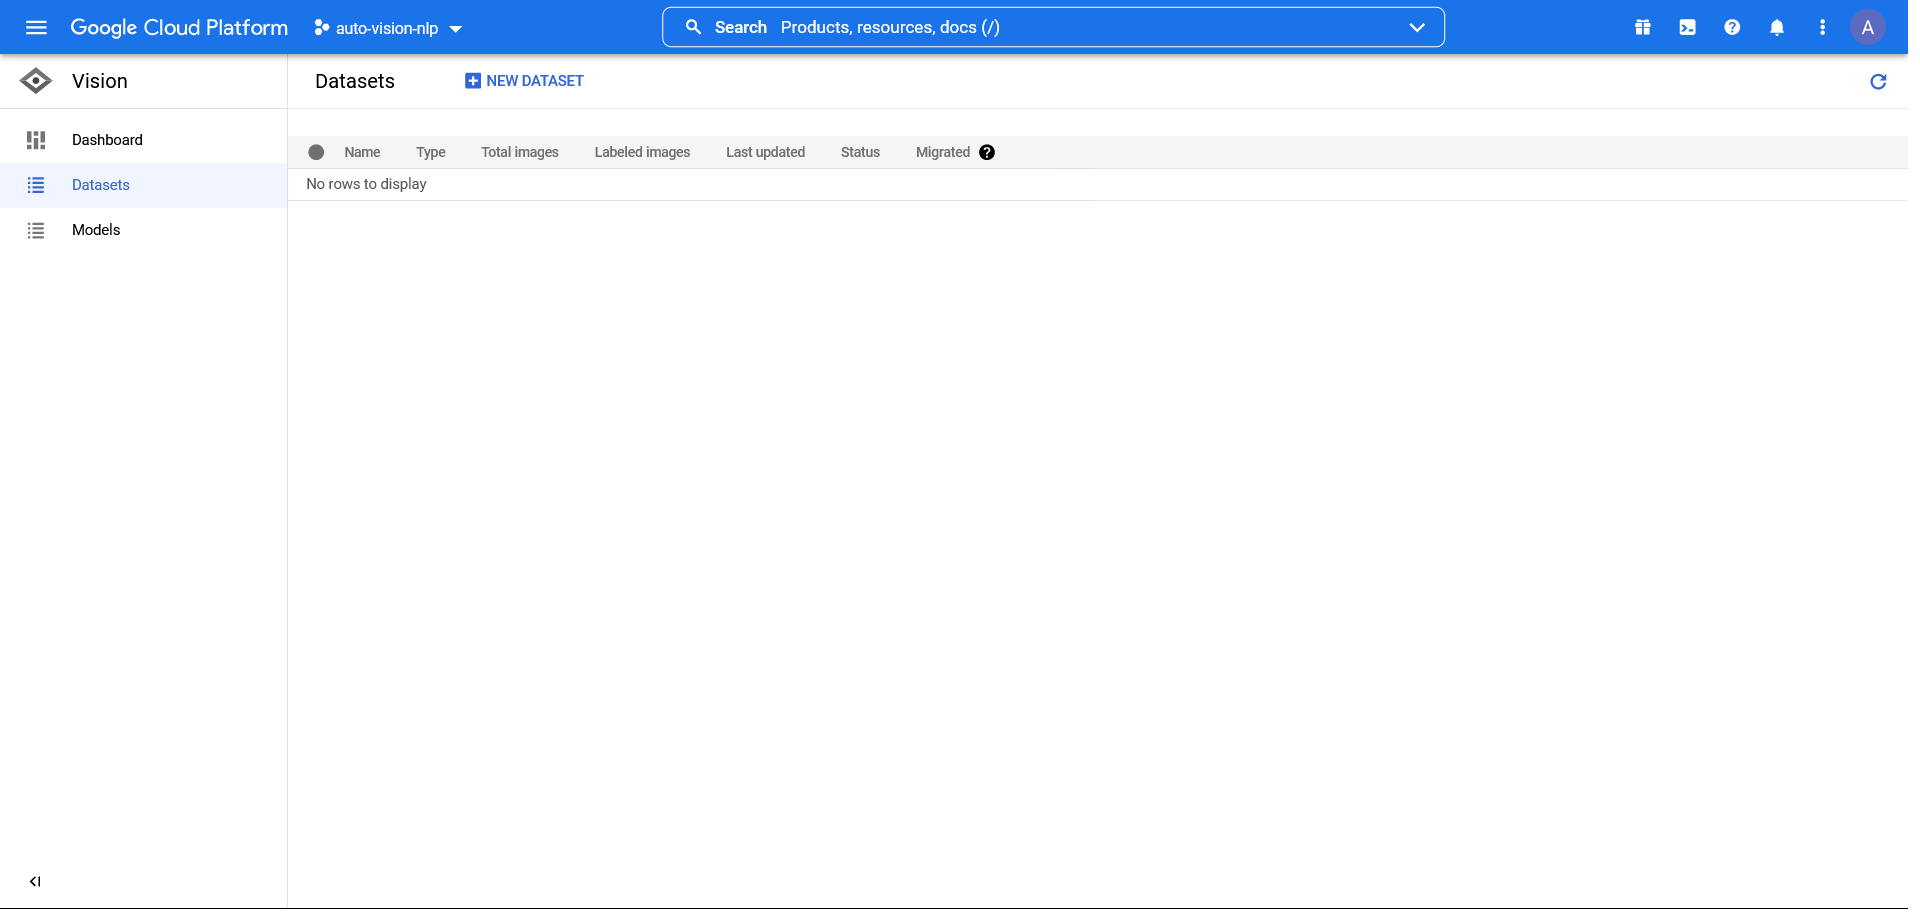 Google Cloud Platform
auto-vision-nlp
Search Products, resources, docs (/)
A
Vision
Datasets
NEW DATASET
Dashboard
Datasets
Models
Name Type Total images Labeled images Last updated Status Migrated ?
No rows to display